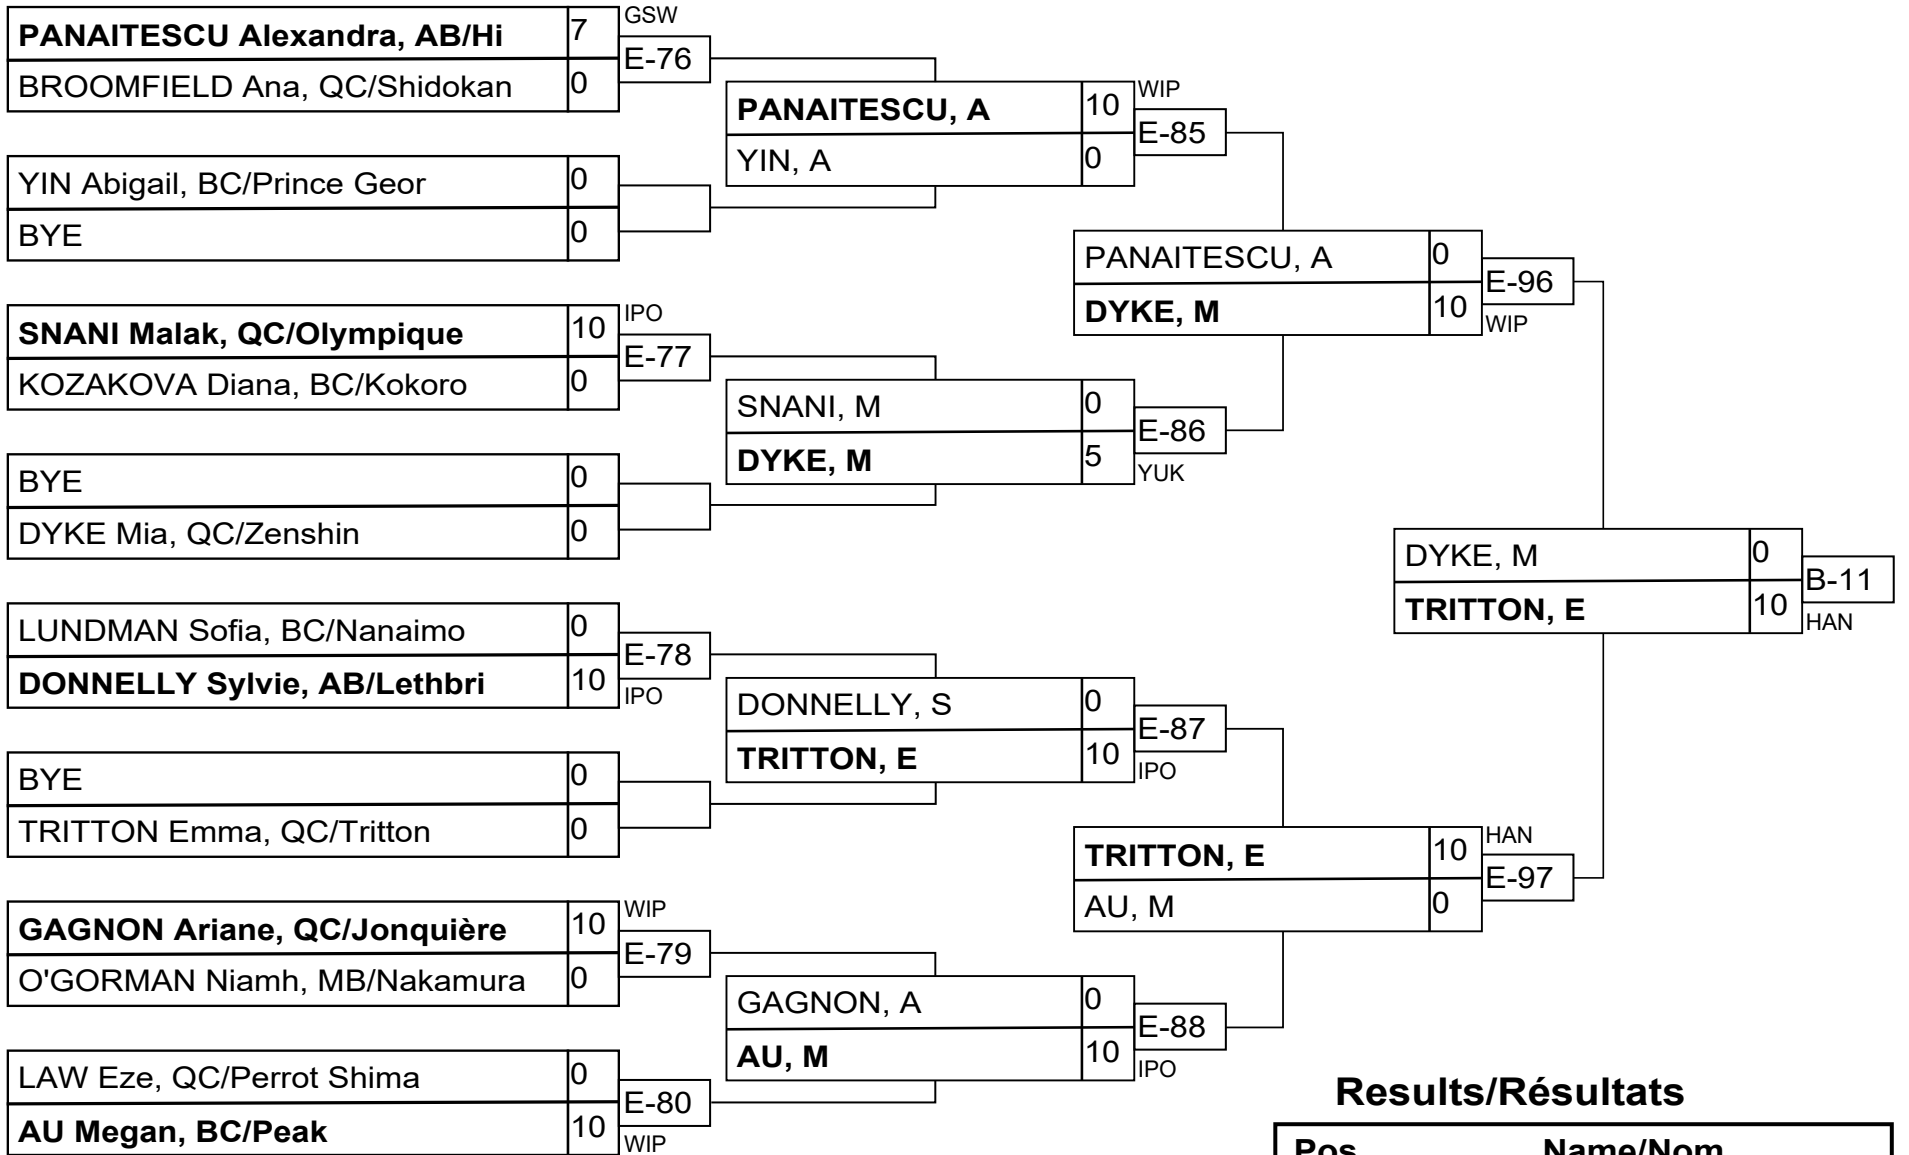 PANAITESCU Alexandra, AB/Hi 7 GSW
E-76
BROOMFIELD Ana, QC/Shidokan 0
YIN Abigail, BC/Prince Geor 0
BYE 0
SNANI Malak, QC/Olympique 10 IPO
E-77
KOZAKOVA Diana, BC/Kokoro 0
BYE 0
DYKE Mia, QC/Zenshin 0
LUNDMAN Sofia, BC/Nanaimo 0
E-78
DONNELLY Sylvie, AB/Lethbri 10 IPO
BYE 0
TRITTON Emma, QC/Tritton 0
GAGNON Ariane, QC/Jonquière 10 WIP
E-79
O'GORMAN Niamh, MB/Nakamura 0
LAW Eze, QC/Perrot Shima 0
E-80
AU Megan, BC/Peak 10 WIP
PANAITESCU, A 10 WIP
E-85
YIN, A 0
SNANI, M 0
E-86
DYKE, M 5 YUK
DONNELLY, S 0
E-87
TRITTON, E 10 IPO
GAGNON, A 0
E-88
AU, M 10 IPO
PANAITESCU, A 0
E-96
DYKE, M 10 WIP
TRITTON, E 10 HAN
E-97
AU, M 0
DYKE, M 0
B-11
TRITTON, E 10 HAN
Results/Résultats
Pos Name/Nom